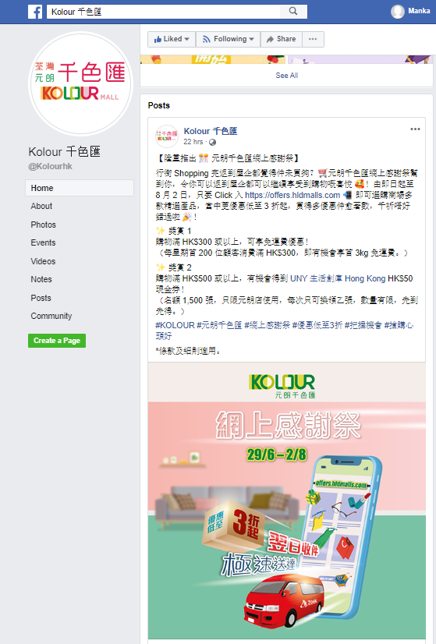 Kolour 千色匯
Manka
荃灣
元朗
千色匯
KOLOUR MALL
Kolour 千色匯
@Kolourhk
Home
About
Photos
Events
Videos
Notes
Posts
Community
Create a Page
Liked
Following
Share
See All
Posts
Kolour 千色匯
22 hrs ·
【隆重推出 🎊 元朗千色匯網上感謝祭】
行街 Shopping 完返到屋企都覺得仲未買夠? 元朗千色匯網上感謝祭幫
到你，令你可以返到屋企都可以繼續享受到購物嘅喜悅 🥰! 由即日起至
8 月 2 日，只要 Click 入 https://offers.hldmalls.com 📲 即可選購商場多
款精選產品，當中更優惠低至 3 折起，買得多優惠仲愈著數，千祈唔好
錯過啦 🎉!
✨ 獎賞 1
購物滿 HK$300 或以上，可享免運費優惠!
（每星期首 200 位顧客消費滿 HK$300，即有機會享首 3kg 免運費。）
✨ 獎賞 2
購物滿 HK$500 或以上，有機會得到 UNY 生活創庫 Hong Kong HK$50
現金券!
（名額 1,500 張，只限元朗店使用，每次只可換領乙張，數量有限，先到
先得。）
#KOLOUR #元朗千色匯 #網上感謝祭 #優惠低至3折 #把握機會 #搶購心
頭好
*條款及細則適用。
KOLOUR
元朗千色匯
網上感謝祭
29/6 – 2/8
offers.hldmalls.com
優惠
低至
3折起
翌日收件
極速送達